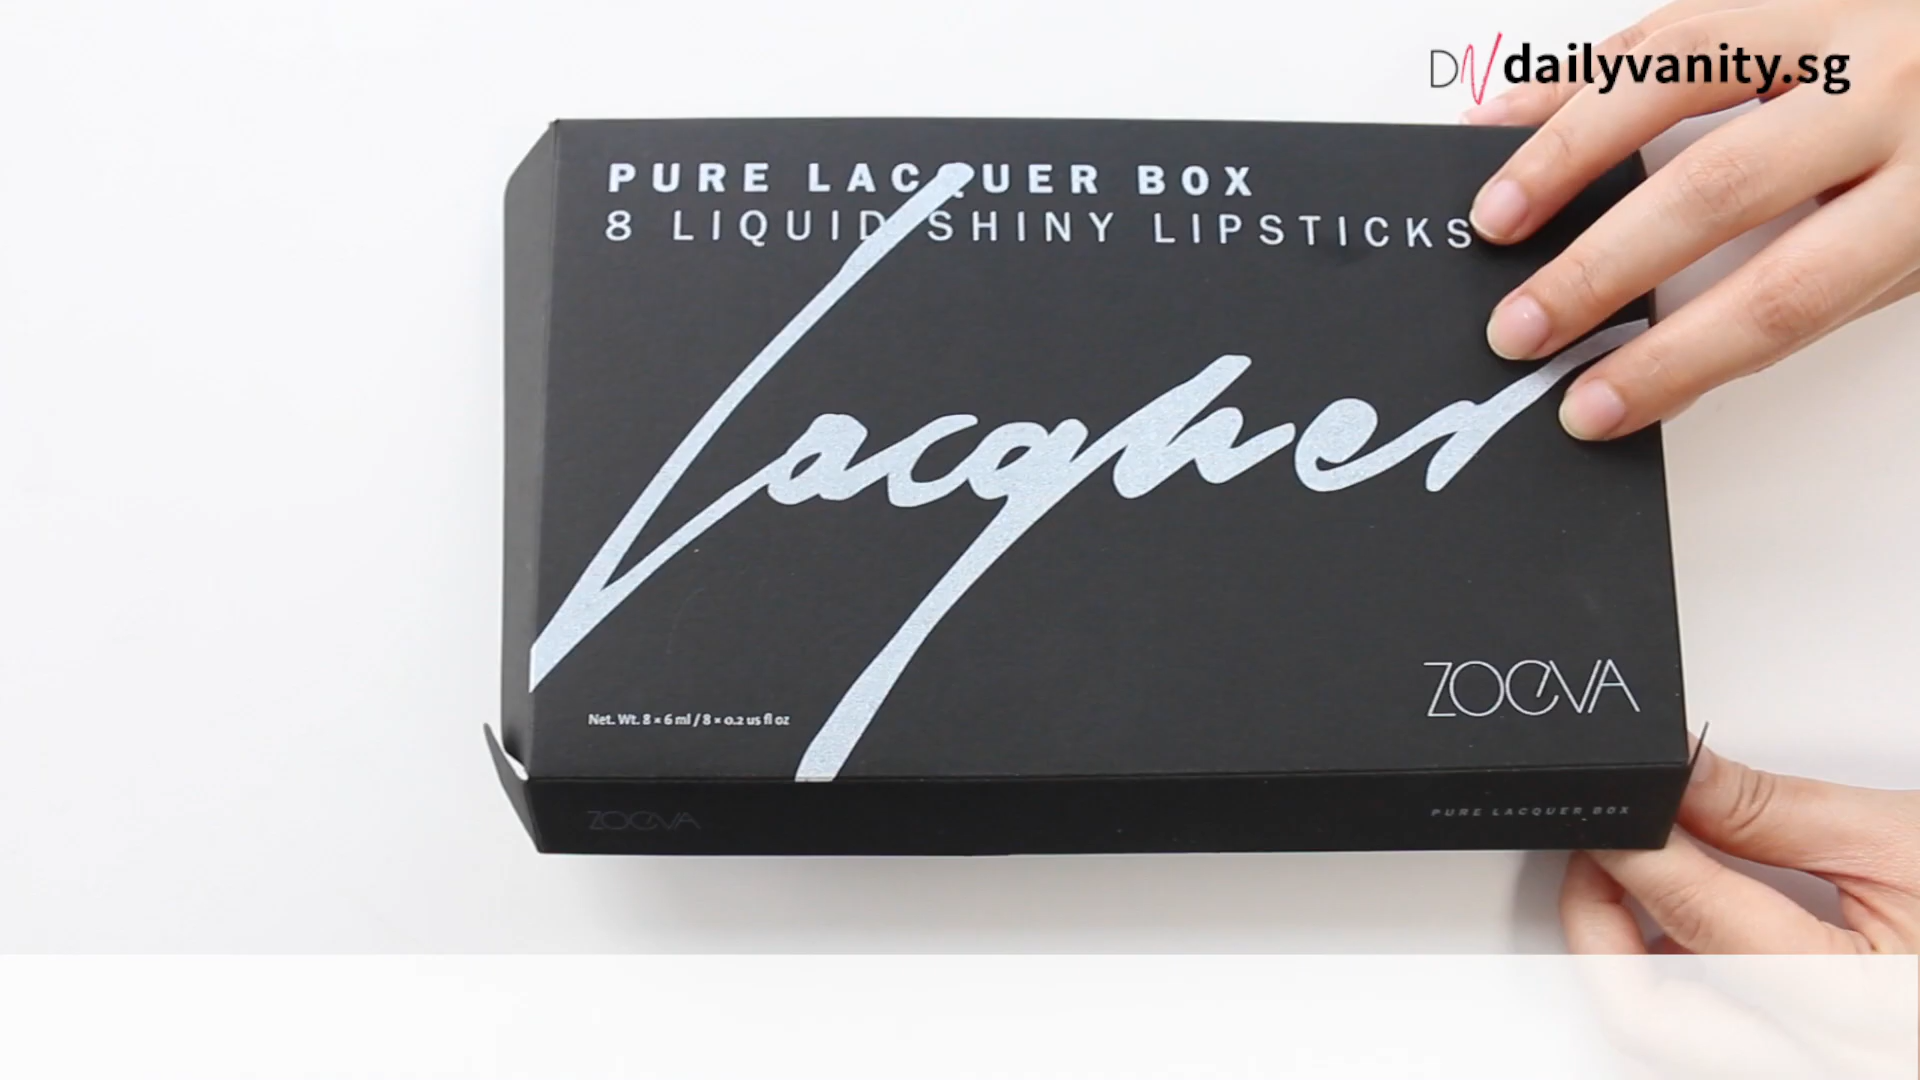 DV dailyvanity.sg
PURE LACQUER BOX
8 LIQUID SHINY LIPSTICKS
Lacquer
Net. Wt. 8 × 6 ml / 8 × 0.2 us fl oz
ZOEVA
ZOEVA
PURE LACQUER BOX